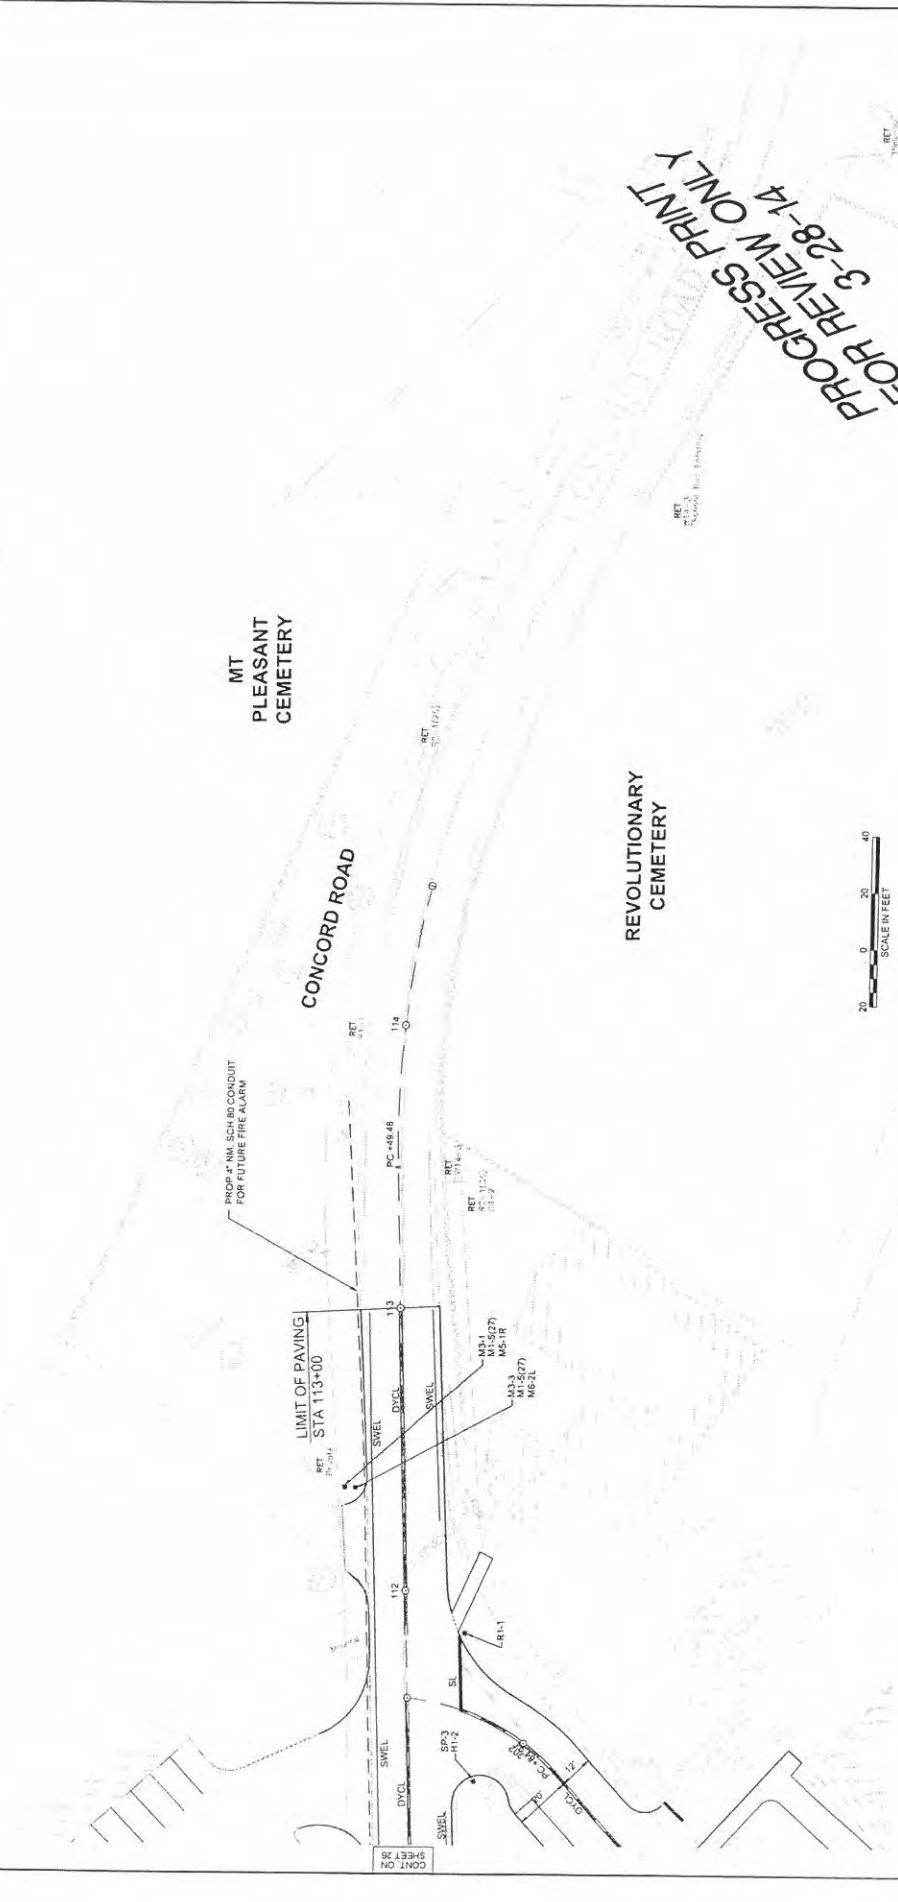 PROGRESS PRINT
FOR REVIEW ONLY
3-28-14
MT
PLEASANT
CEMETERY
CONCORD ROAD
REVOLUTIONARY
CEMETERY
PROP 4" NM. SCH 80 CONDUIT
FOR FUTURE FIRE ALARM
LIMIT OF PAVING
STA 113+00
PC +49.48
114
113
112
RET
RET
RET
RET
RET
RET
RET
SWEL
DYCL
SWEL
M3-1
M1-5(27)
M5-1R
M3-3
M1-5(27)
M6-2L
R1-1
SL
SP-3
H1-2
SWEL
DYCL
SWEL
DYCL
12'
CONT. ON
SHEET 26
20 0 20 40
SCALE IN FEET